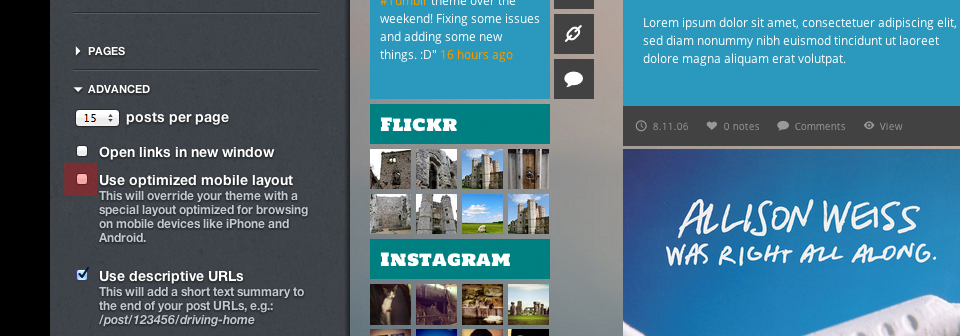 PAGES
ADVANCED
15 posts per page
Open links in new window
Use optimized mobile layout
This will override your theme with a
special layout optimized for browsing
on mobile devices like iPhone and
Android.
Use descriptive URLs
This will add a short text summary to
the end of your post URLs, e.g.:
/post/123456/driving-home
#Tumblr theme over the
weekend! Fixing some issues
and adding some new
things. :D" 16 hours ago
FLICKR
INSTAGRAM
Lorem ipsum dolor sit amet, consectetuer adipiscing elit,
sed diam nonummy nibh euismod tincidunt ut laoreet
dolore magna aliquam erat volutpat.
8.11.06 0 notes Comments View
ALLISON WEISS
WAS RIGHT ALL ALONG.